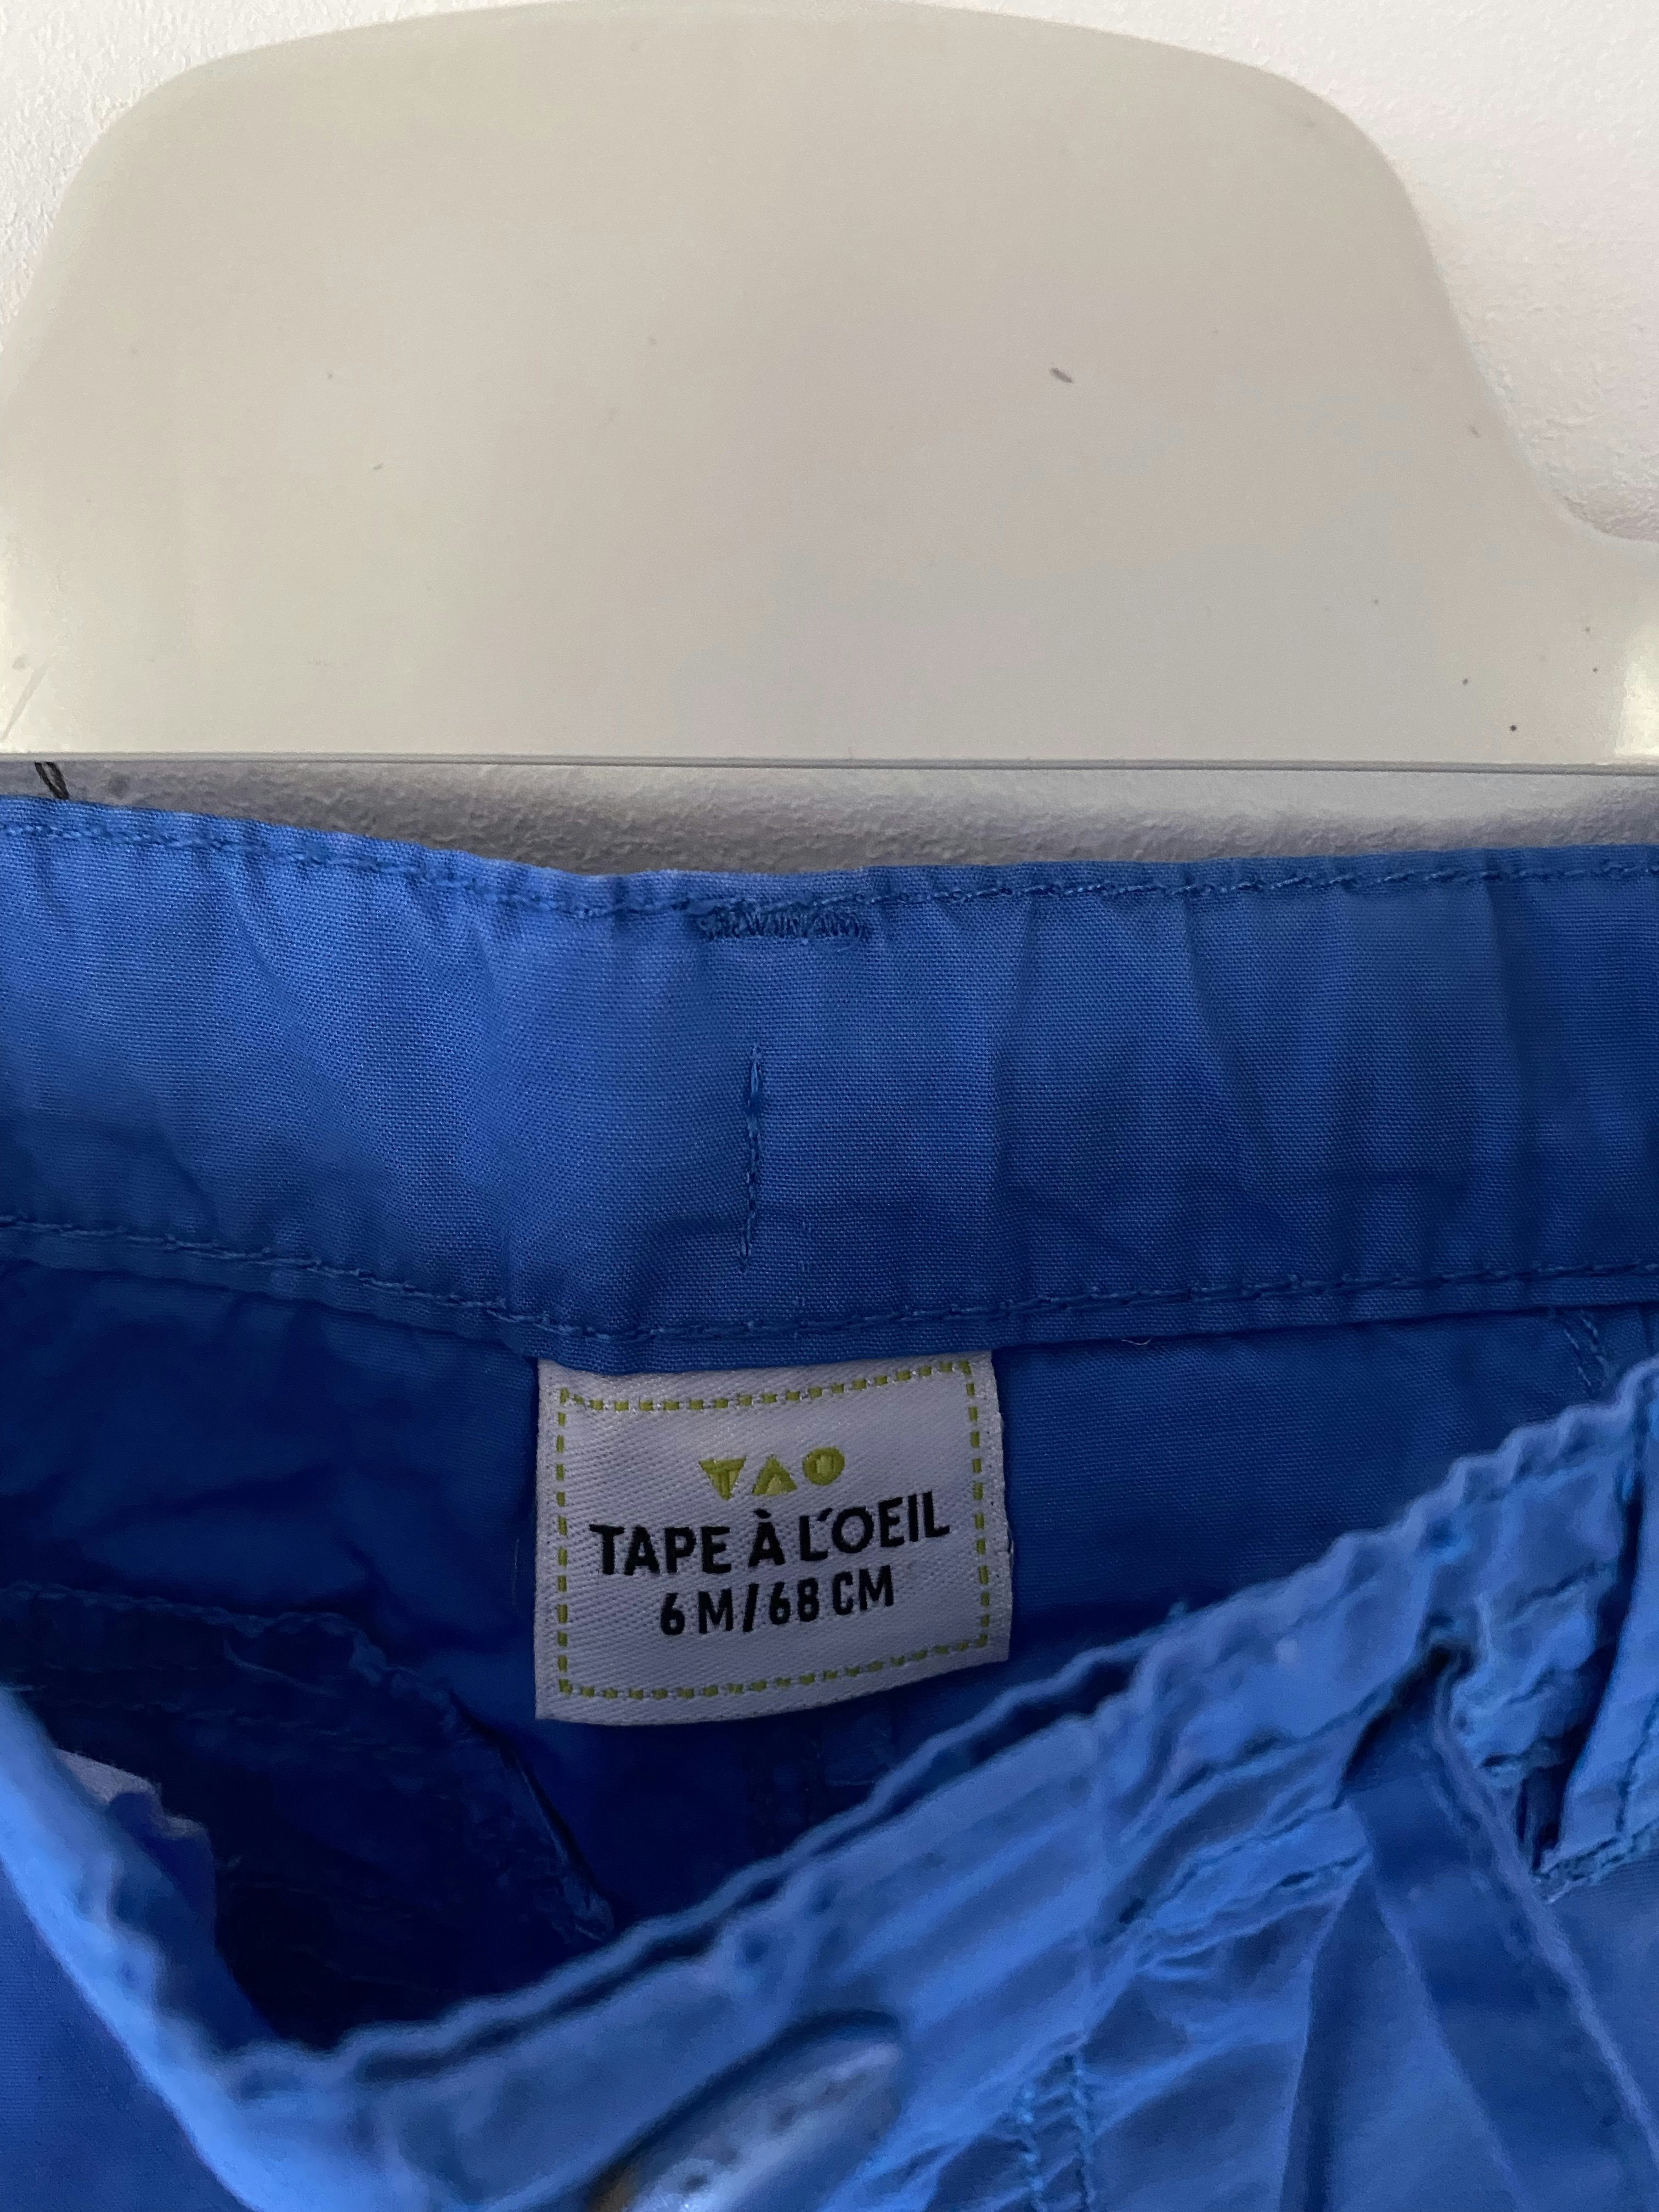 TAO
TAPE À L'OEIL
6 M/68 CM